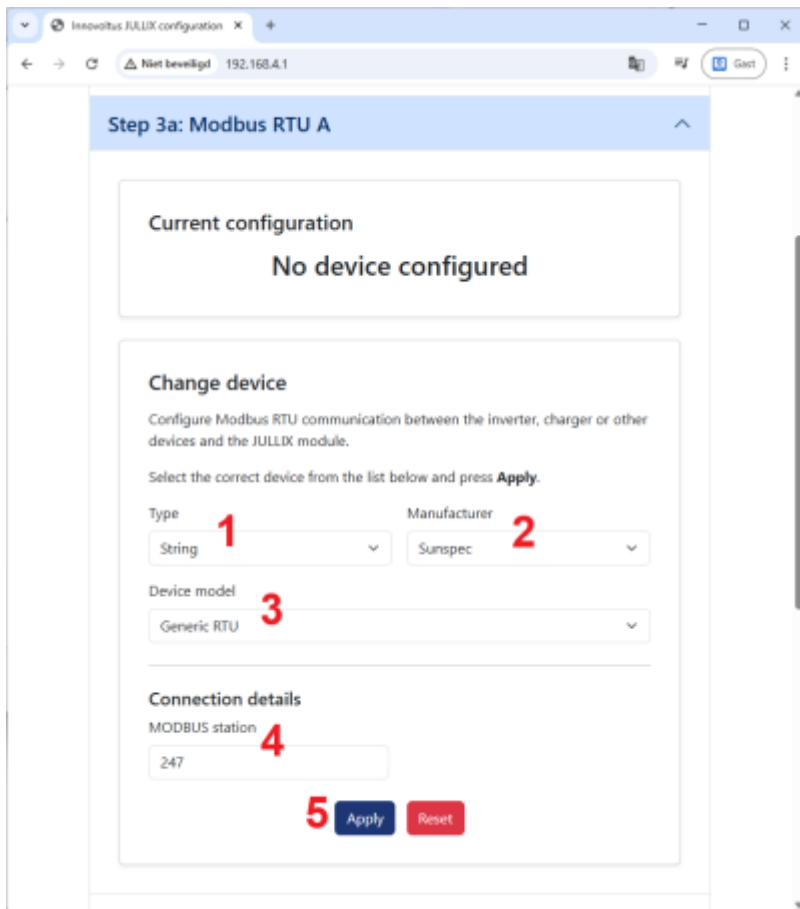 Innovoltus JULLIX configuration
Niet beveiligd 192.168.4.1
Gast
Step 3a: Modbus RTU A
Current configuration
No device configured
Change device
Configure Modbus RTU communication between the inverter, charger or other
devices and the JULLIX module.
Select the correct device from the list below and press Apply.
Type 1 Manufacturer 2
String Sunspec
Device model 3
Generic RTU
Connection details
MODBUS station 4
247
5 Apply Reset